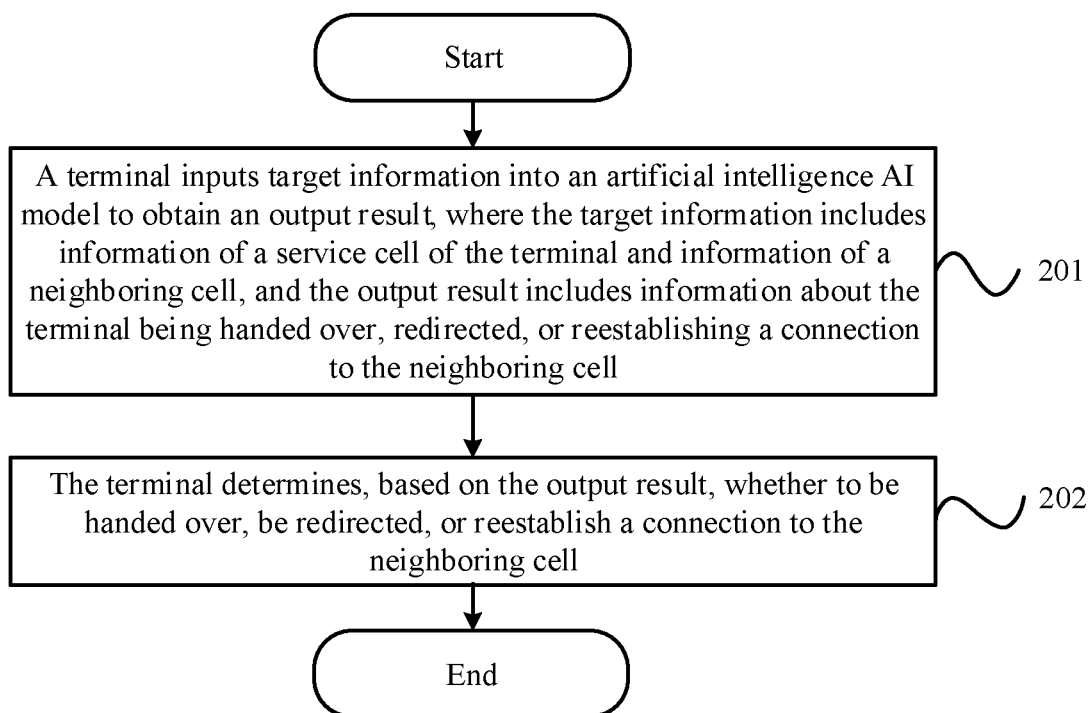 Start
A terminal inputs target information into an artificial intelligence AI
model to obtain an output result, where the target information includes
information of a service cell of the terminal and information of a
neighboring cell, and the output result includes information about the
terminal being handed over, redirected, or reestablishing a connection
to the neighboring cell
201
The terminal determines, based on the output result, whether to be
handed over, be redirected, or reestablish a connection to the
neighboring cell
202
End